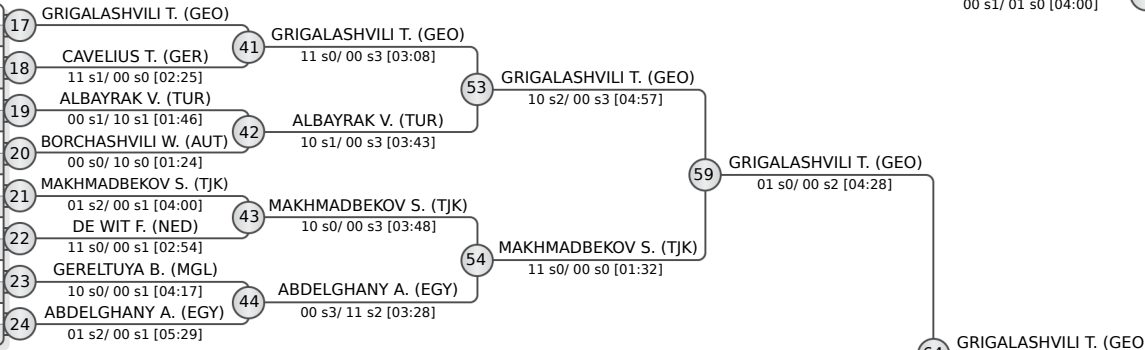 00 s1/ 01 s0 [04:00]
17
GRIGALASHVILI T. (GEO)
18
CAVELIUS T. (GER)
11 s1/ 00 s0 [02:25]
19
ALBAYRAK V. (TUR)
00 s1/ 10 s1 [01:46]
20
BORCHASHVILI W. (AUT)
00 s0/ 10 s0 [01:24]
21
MAKHMADBEKOV S. (TJK)
01 s2/ 00 s1 [04:00]
22
DE WIT F. (NED)
11 s0/ 00 s1 [02:54]
23
GERELTUYA B. (MGL)
10 s0/ 00 s1 [04:17]
24
ABDELGHANY A. (EGY)
01 s2/ 00 s1 [05:29]
41
GRIGALASHVILI T. (GEO)
11 s0/ 00 s3 [03:08]
42
ALBAYRAK V. (TUR)
10 s1/ 00 s3 [03:43]
43
MAKHMADBEKOV S. (TJK)
10 s0/ 00 s3 [03:48]
44
ABDELGHANY A. (EGY)
00 s3/ 11 s2 [03:28]
53
GRIGALASHVILI T. (GEO)
10 s2/ 00 s3 [04:57]
54
MAKHMADBEKOV S. (TJK)
11 s0/ 00 s0 [01:32]
59
GRIGALASHVILI T. (GEO)
01 s0/ 00 s2 [04:28]
GRIGALASHVILI T. (GEO